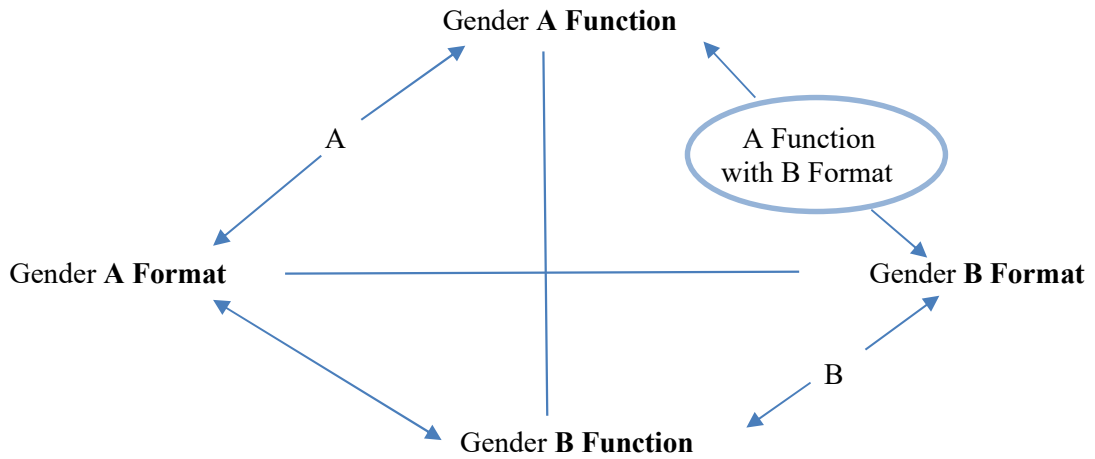 Gender A Function
A
A Function
with B Format
Gender A Format
Gender B Format
B
Gender B Function